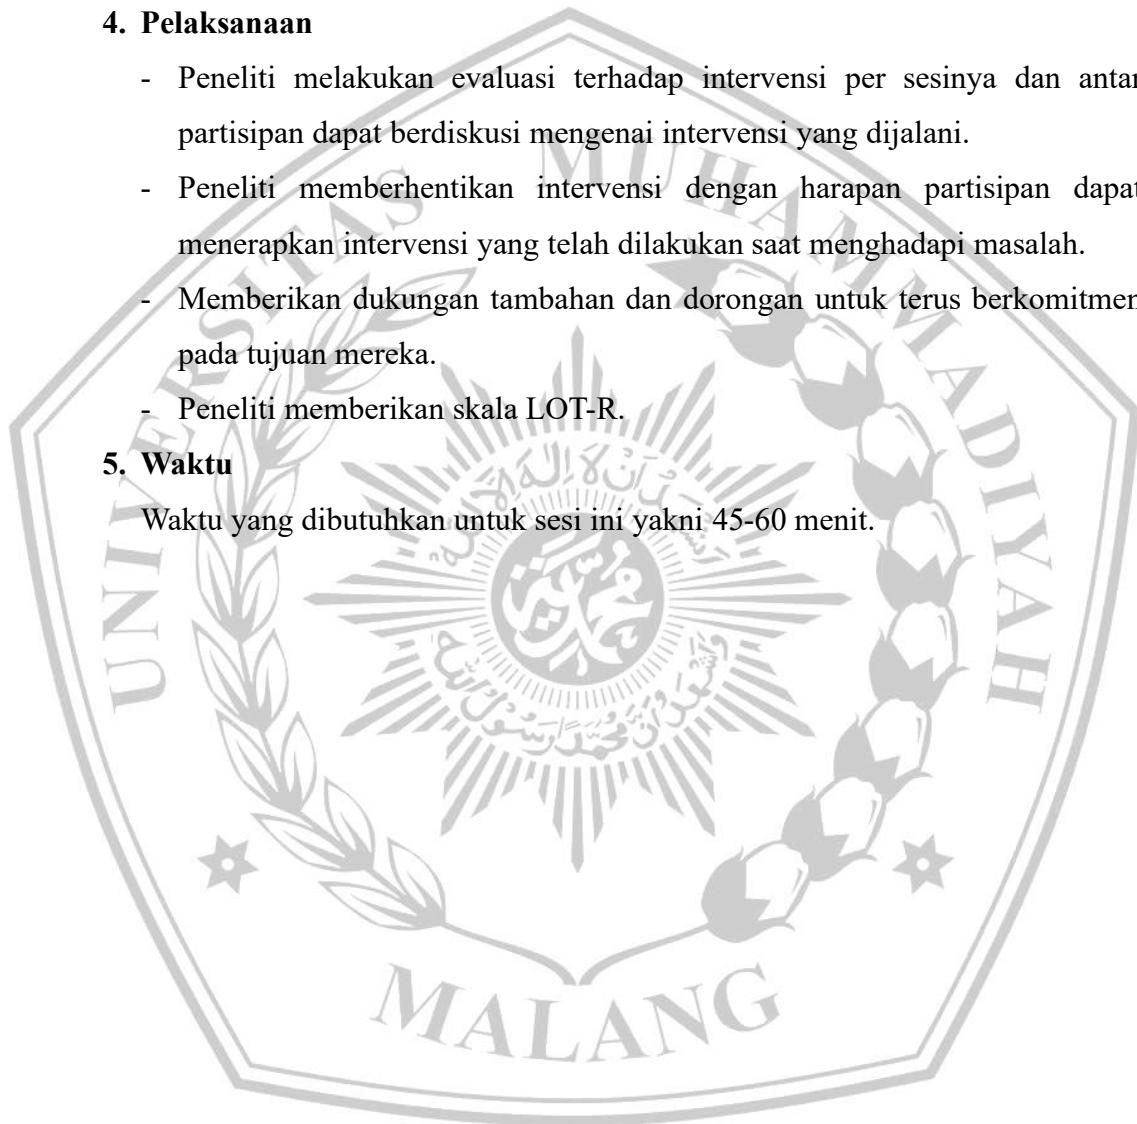 4. Pelaksanaan
- Peneliti melakukan evaluasi terhadap intervensi per sesinya dan antar
partisipan dapat berdiskusi mengenai intervensi yang dijalani.
- Peneliti memberhentikan intervensi dengan harapan partisipan dapat
menerapkan intervensi yang telah dilakukan saat menghadapi masalah.
- Memberikan dukungan tambahan dan dorongan untuk terus berkomitmen
pada tujuan mereka.
- Peneliti memberikan skala LOT-R.
5. Waktu
Waktu yang dibutuhkan untuk sesi ini yakni 45-60 menit.
UNIVERSITAS MUHAMMADIYAH
MALANG